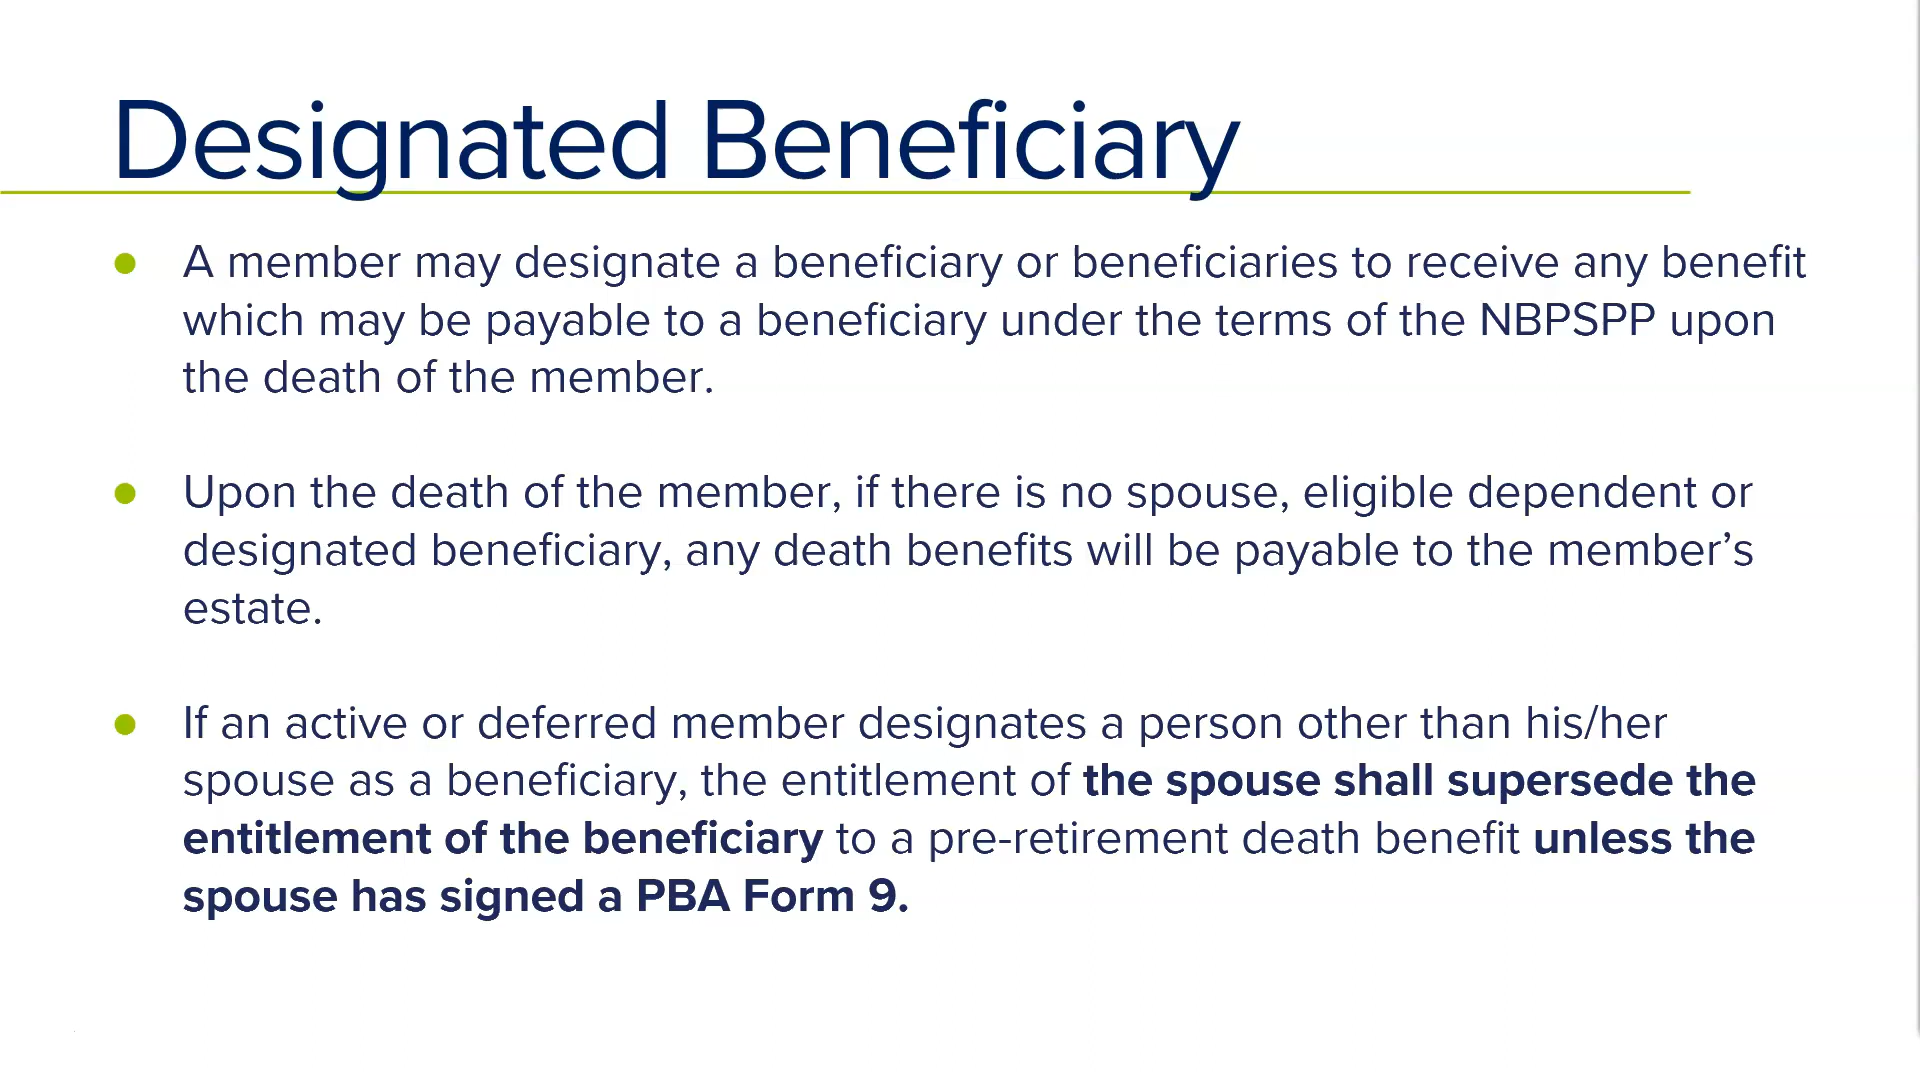 Designated Beneficiary
● A member may designate a beneficiary or beneficiaries to receive any benefit
which may be payable to a beneficiary under the terms of the NBPSPP upon
the death of the member.
● Upon the death of the member, if there is no spouse, eligible dependent or
designated beneficiary, any death benefits will be payable to the member’s
estate.
● If an active or deferred member designates a person other than his/her
spouse as a beneficiary, the entitlement of the spouse shall supersede the
entitlement of the beneficiary to a pre-retirement death benefit unless the
spouse has signed a PBA Form 9.